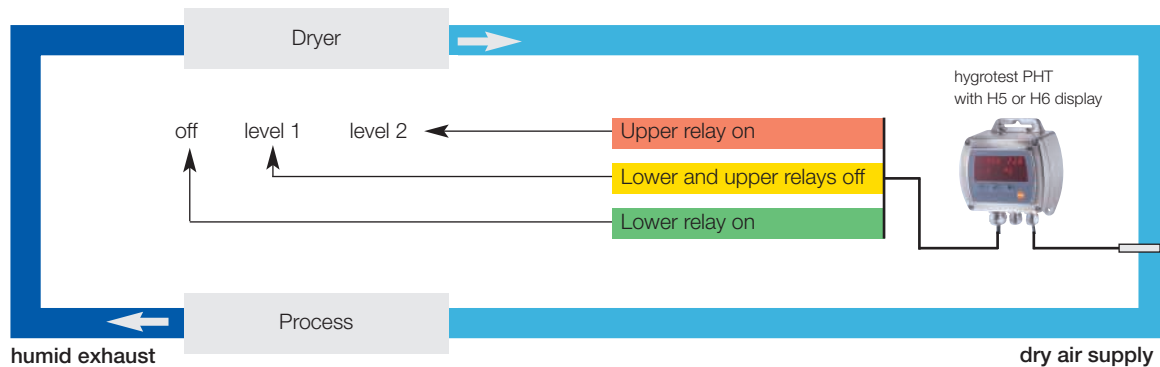 Dryer
hygrotest PHT
with H5 or H6 display
off level 1 level 2
Upper relay on
Lower and upper relays off
Lower relay on
Process
humid exhaust
dry air supply